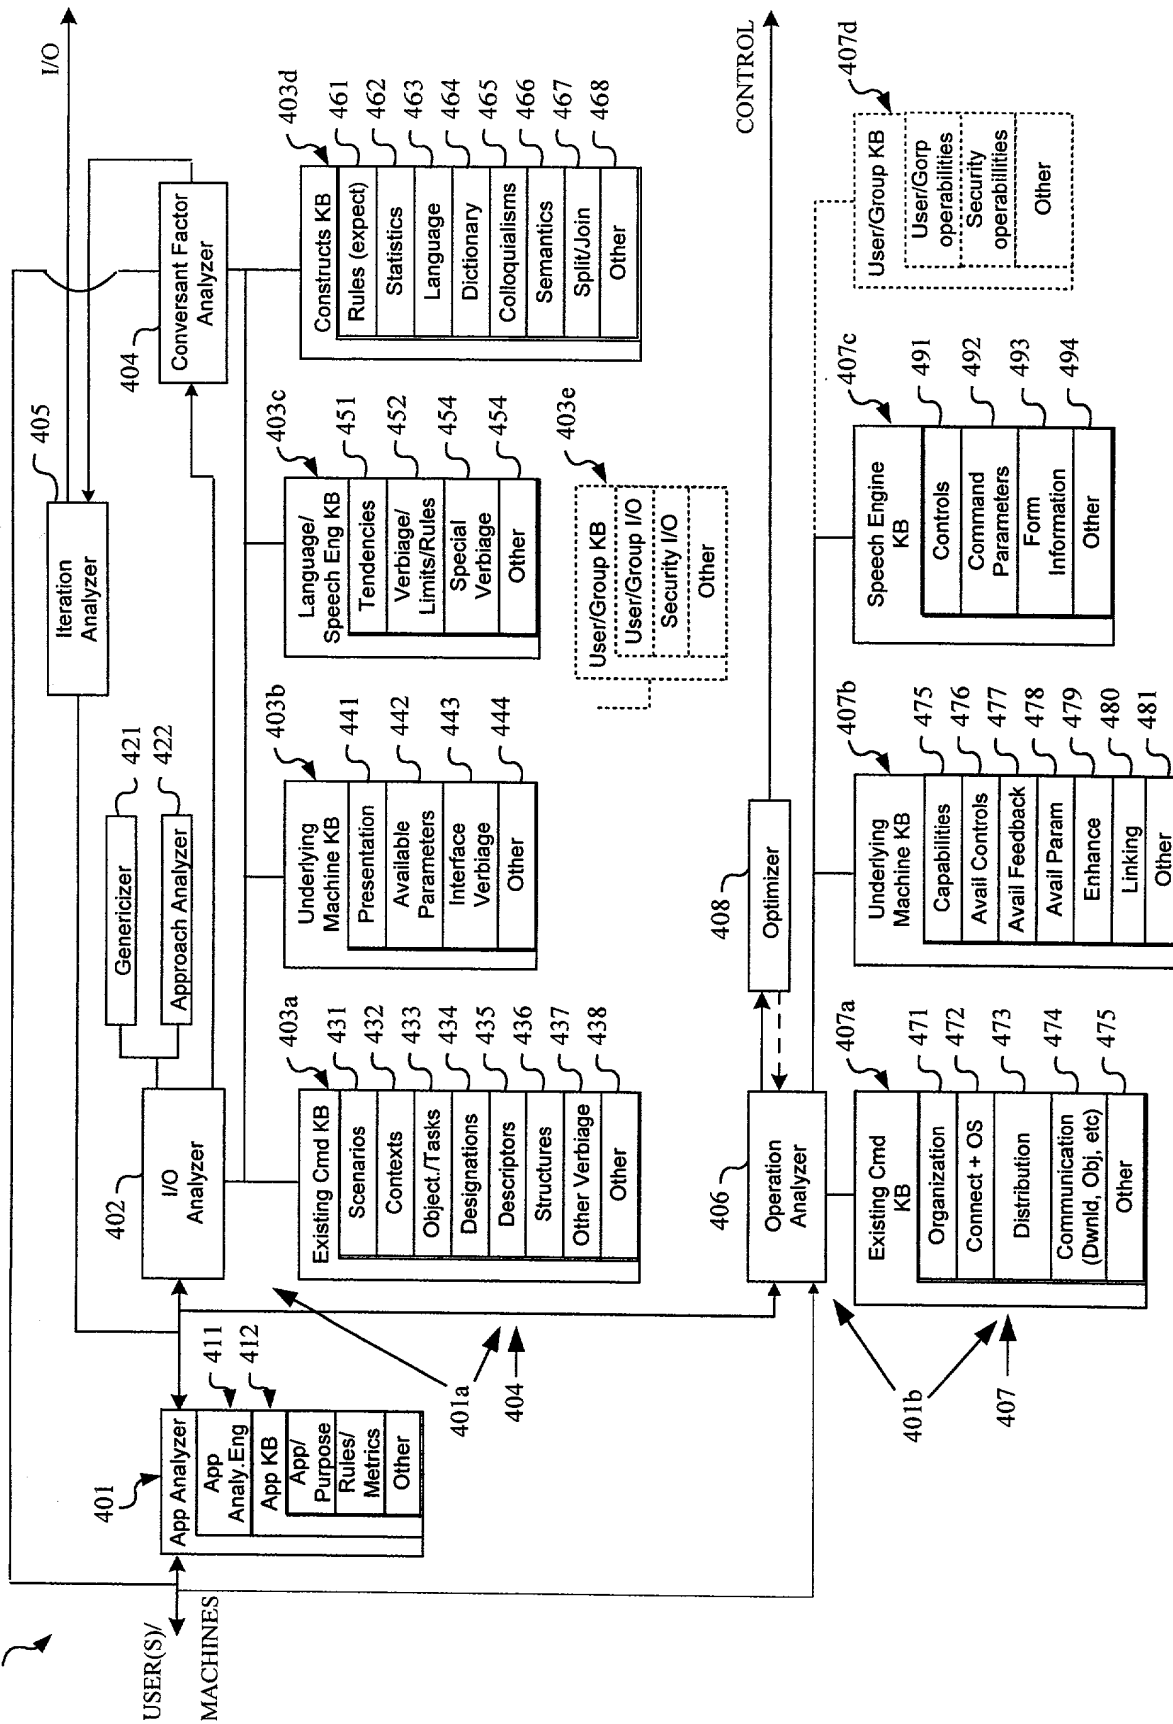 I/O
405
Iteration
Analyzer
404
Conversant Factor
Analyzer
421
Genericizer
422
Approach Analyzer
402
I/O
Analyzer
401
App Analyzer
411
App
Analy.Eng
412
App KB
App/
Purpose
Rules/
Metrics
Other
USER(S)/
MACHINES
403a
Existing Cmd KB
431
Scenarios
432
Contexts
433
Object./Tasks
434
Designations
435
Descriptors
436
Structures
437
Other Verbiage
438
Other
403b
Underlying
Machine KB
441
Presentation
442
Available
Parameters
443
Interface
Verbiage
444
Other
403c
Language/
Speech Eng KB
451
Tendencies
452
Verbiage/
Limits/Rules
454
Special
Verbiage
454
Other
403d
Constructs KB
461
Rules (expect)
462
Statistics
463
Language
464
Dictionary
465
Colloquialisms
466
Semantics
467
Split/Join
468
Other
403e
User/Group KB
User/Group I/O
Security I/O
Other
401a
404
CONTROL
408
Optimizer
406
Operation
Analyzer
401b
407
407a
Existing Cmd
KB
471
Organization
472
Connect + OS
473
Distribution
474
Communication
(Dwnld, Obj, etc)
475
Other
407b
Underlying
Machine KB
475
Capabilities
476
Avail Controls
477
Avail Feedback
478
Avail Param
479
Enhance
480
Linking
481
Other
407c
Speech Engine
KB
491
Controls
492
Command
Parameters
493
Form
Information
494
Other
407d
User/Group KB
User/Gorp
operabilities
Security
operabilities
Other